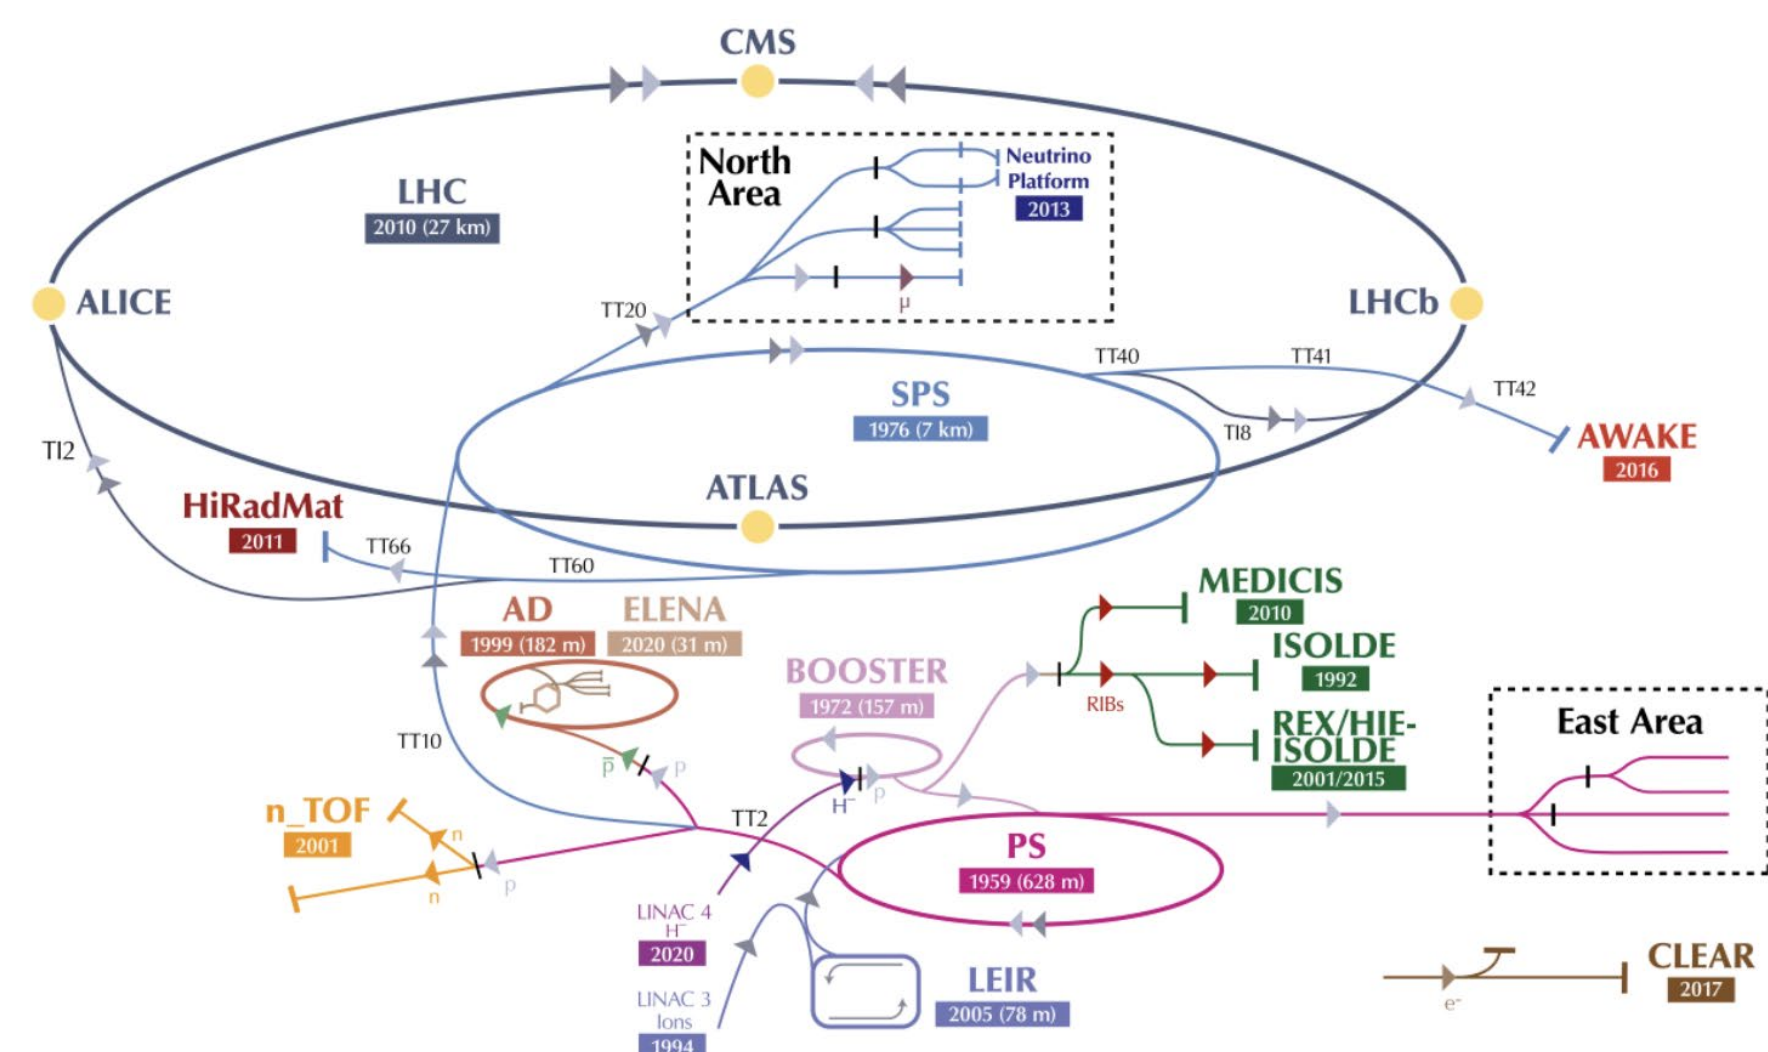 CMS
North
Area
Neutrino
Platform
2013
LHC
2010 (27 km)
ALICE
LHCb
μ
TT20
TT40
TT41
TT42
SPS
1976 (7 km)
TI8
AWAKE
2016
TI2
ATLAS
HiRadMat
2011
TT66
TT60
MEDICIS
2010
AD
1999 (182 m)
ELENA
2020 (31 m)
ISOLDE
1992
BOOSTER
1972 (157 m)
RIBs
REX/HIE-
ISOLDE
2001/2015
East Area
TT10
p̅
p
H⁻
p
TT2
n_TOF
2001
n
n
p
PS
1959 (628 m)
LINAC 4
H⁻
2020
LINAC 3
Ions
1994
LEIR
2005 (78 m)
CLEAR
2017
e⁻